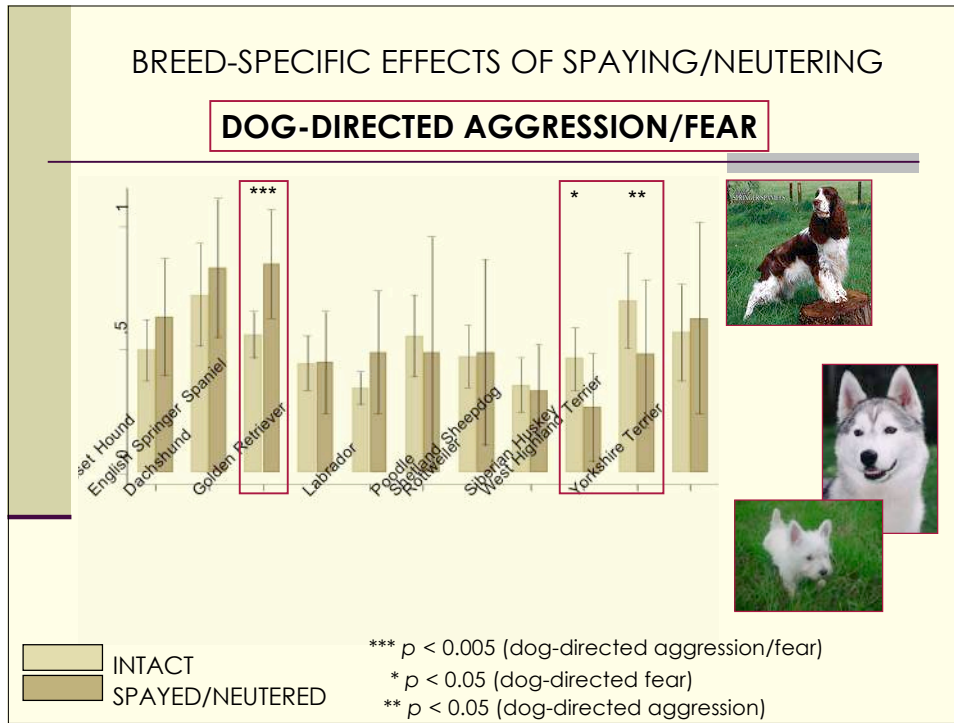 BREED-SPECIFIC EFFECTS OF SPAYING/NEUTERING
DOG-DIRECTED AGGRESSION/FEAR
***
*
**
1
.5
0
set Hound
English Springer Spaniel
Dachshund
Golden Retriever
Labrador
Poodle
Rottweiler
Shetland Sheepdog
Siberian Huskey
West Highland Terrier
Yorkshire Terrier
SPRINGER SPANIELS
INTACT
SPAYED/NEUTERED
*** p < 0.005 (dog-directed aggression/fear)
* p < 0.05 (dog-directed fear)
** p < 0.05 (dog-directed aggression)